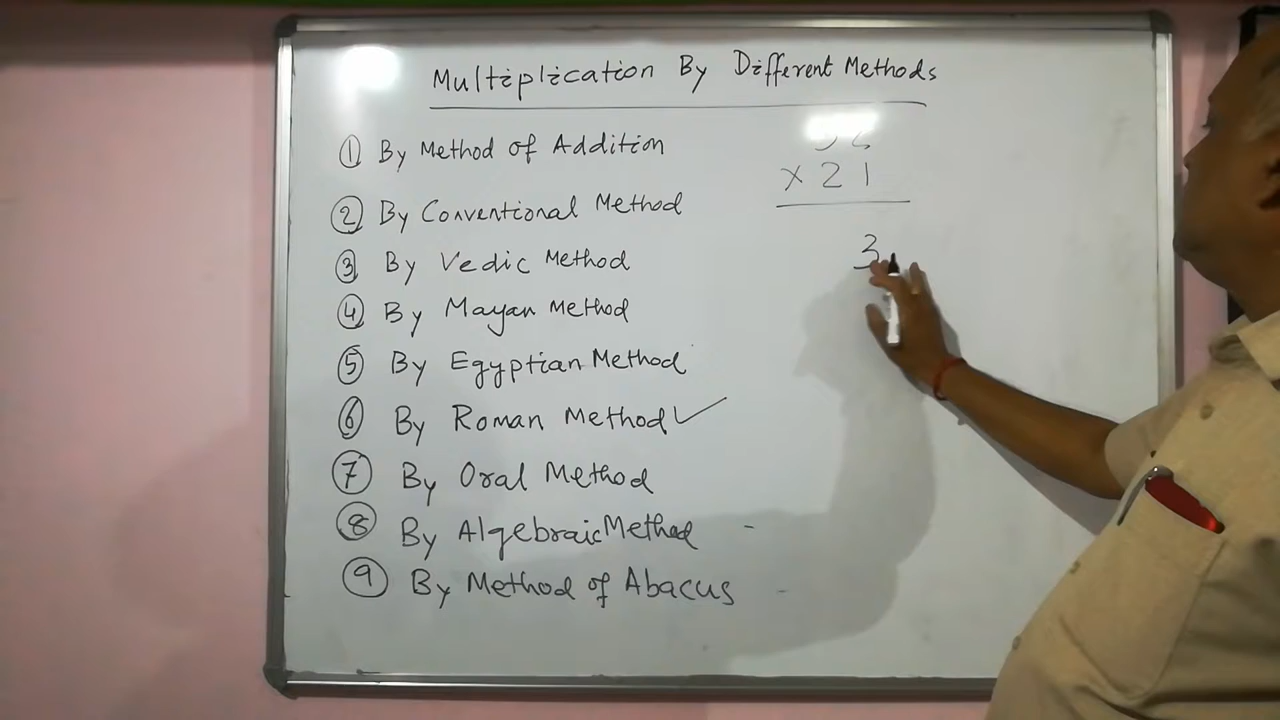 Multiplication By Different Methods
① By Method of Addition
② By Conventional Method
③ By Vedic Method
④ By Mayan Method
⑤ By Egyptian Method
⑥ By Roman Method ✓
⑦ By Oral Method
⑧ By Algebraic Method -
⑨ By Method of Abacus -
× 21
3